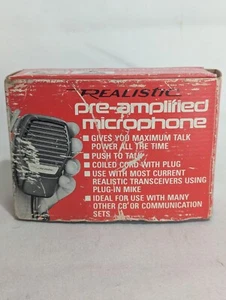 REALISTIC
pre-amplified
microphone
GIVES YOU MAXIMUM TALK
POWER ALL THE TIME
PUSH TO TALK
COILED CORD WITH PLUG
USE WITH MOST CURRENT
REALISTIC TRANSCEIVERS USING
PLUG-IN MIKE
IDEAL FOR USE WITH MANY
OTHER CB OR COMMUNICATION
SETS